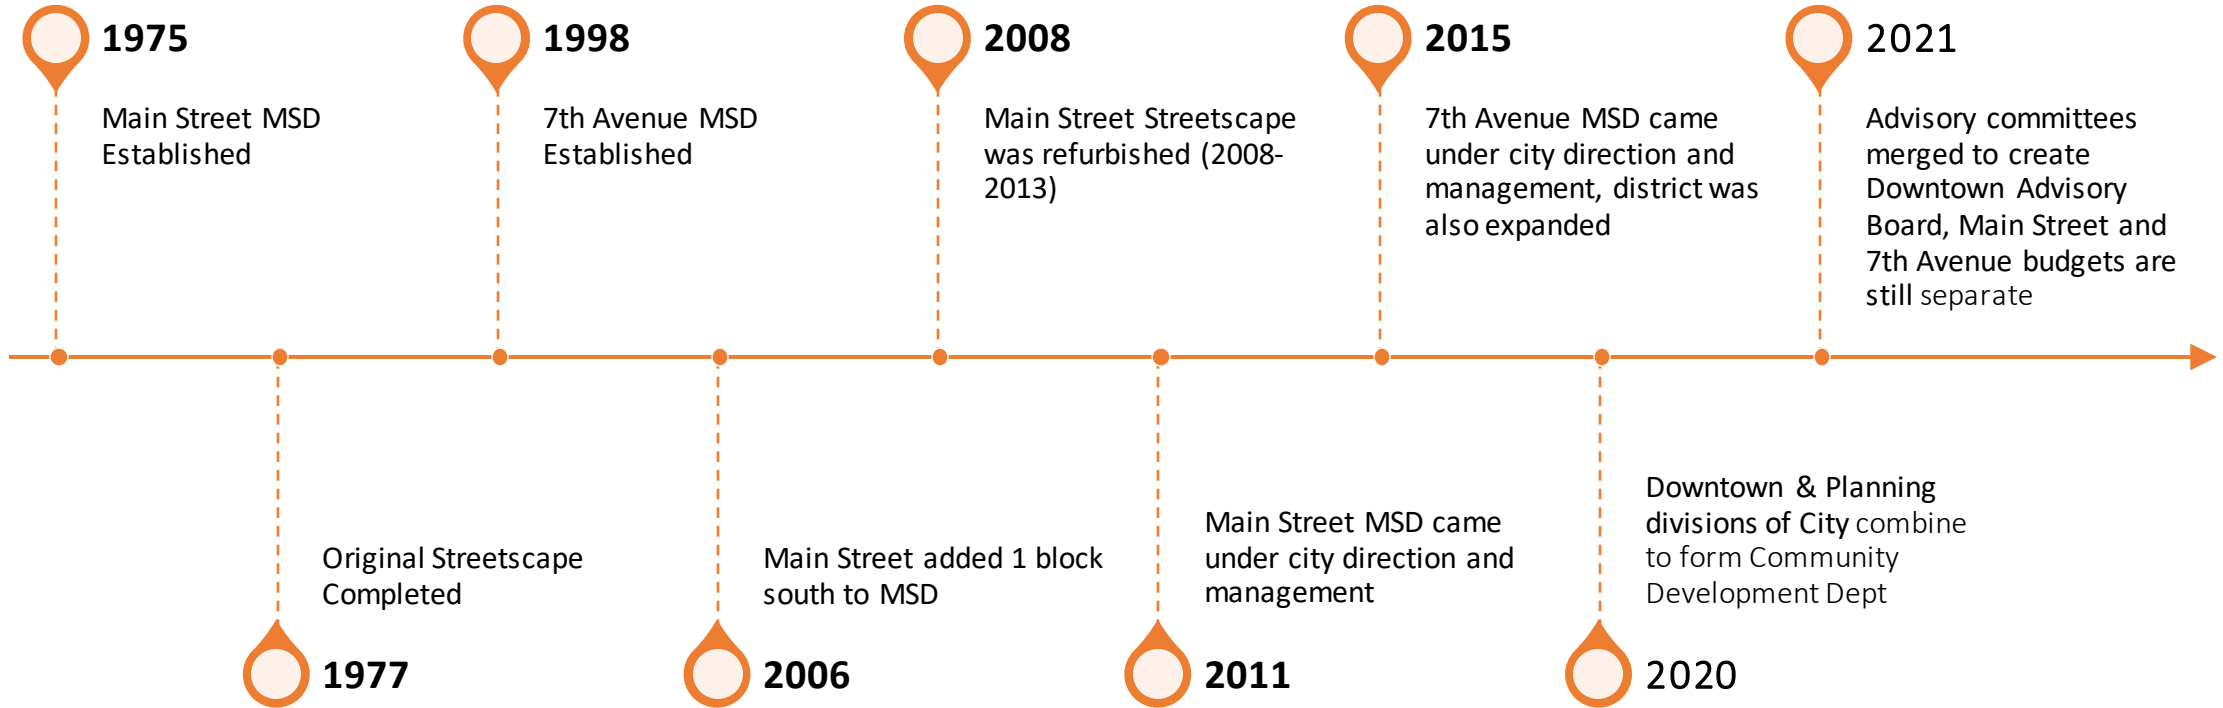 1975
Main Street MSD
Established
1977
Original Streetscape
Completed
1998
7th Avenue MSD
Established
2006
Main Street added 1 block
south to MSD
2008
Main Street Streetscape
was refurbished (2008-
2013)
2011
Main Street MSD came
under city direction and
management
2015
7th Avenue MSD came
under city direction and
management, district was
also expanded
2020
Downtown & Planning
divisions of City combine
to form Community
Development Dept
2021
Advisory committees
merged to create
Downtown Advisory
Board, Main Street and
7th Avenue budgets are
still separate